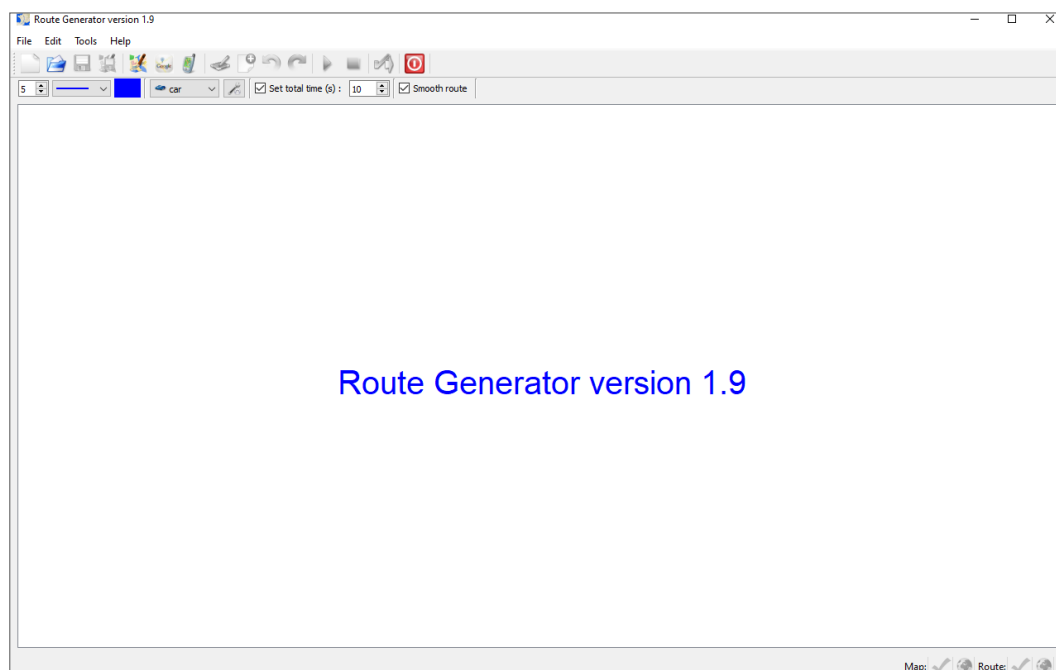 Route Generator version 1.9
File Edit Tools Help
5 car Set total time (s) : 10 Smooth route
Route Generator version 1.9
Map: Route: